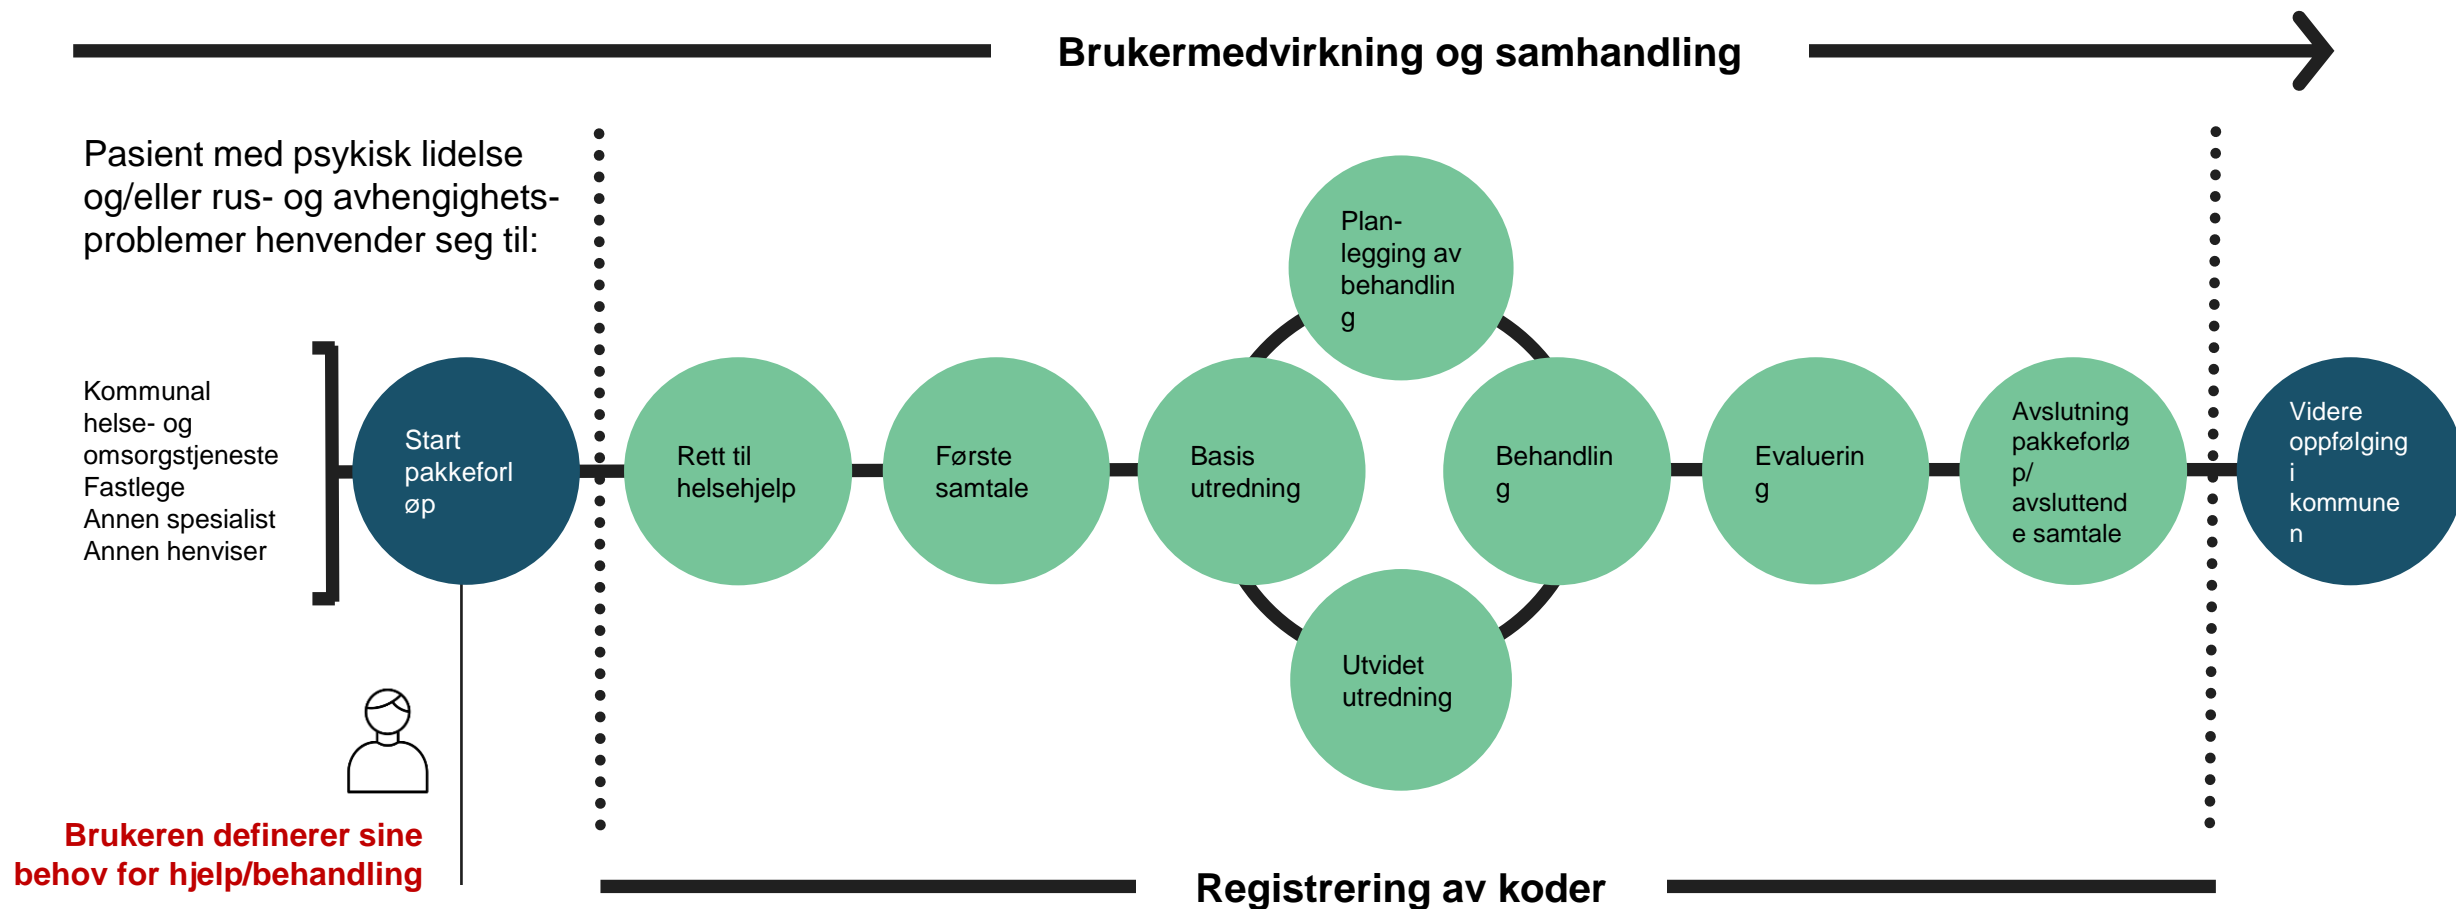 Brukermedvirkning og samhandling
Pasient med psykisk lidelse
og/eller rus- og avhengighets-
problemer henvender seg til:
Kommunal
helse- og
omsorgstjeneste
Fastlege
Annen spesialist
Annen henviser
Start
pakkeforl
øp
Rett til
helsehjelp
Første
samtale
Basis
utredning
Plan-
legging av
behandlin
g
Utvidet
utredning
Behandlin
g
Evaluerin
g
Avslutning
pakkeforlø
p/
avsluttend
e samtale
Videre
oppfølging
i
kommune
n
Brukeren definerer sine
behov for hjelp/behandling
Registrering av koder